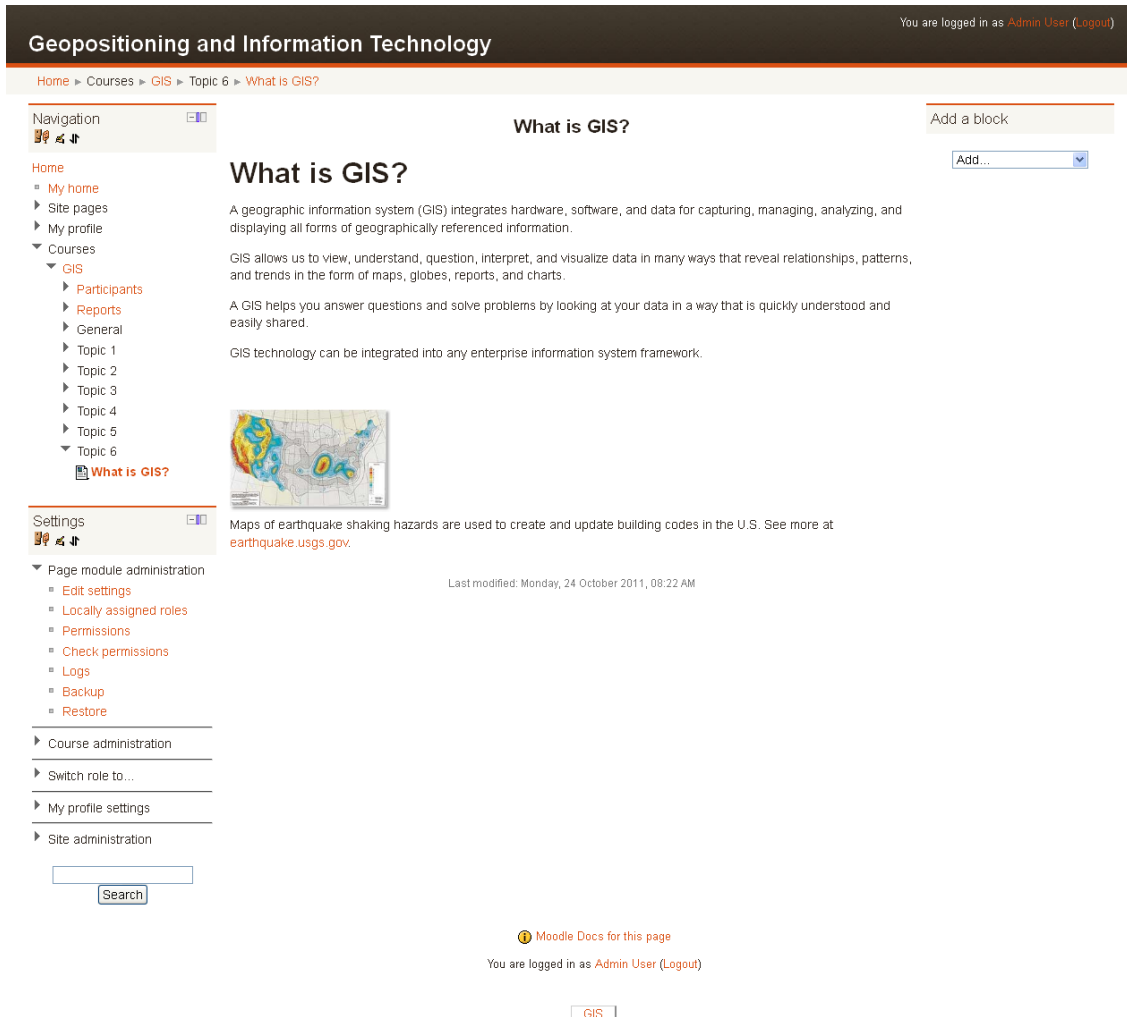 You are logged in as Admin User (Logout)
Geopositioning and Information Technology
Home ► Courses ► GIS ► Topic 6 ► What is GIS?
Navigation
Home
My home
Site pages
My profile
Courses
GIS
Participants
Reports
General
Topic 1
Topic 2
Topic 3
Topic 4
Topic 5
Topic 6
What is GIS?
Settings
Page module administration
Edit settings
Locally assigned roles
Permissions
Check permissions
Logs
Backup
Restore
Course administration
Switch role to...
My profile settings
Site administration
Search
What is GIS?
What is GIS?
A geographic information system (GIS) integrates hardware, software, and data for capturing, managing, analyzing, and
displaying all forms of geographically referenced information.
GIS allows us to view, understand, question, interpret, and visualize data in many ways that reveal relationships, patterns,
and trends in the form of maps, globes, reports, and charts.
A GIS helps you answer questions and solve problems by looking at your data in a way that is quickly understood and
easily shared.
GIS technology can be integrated into any enterprise information system framework.
Maps of earthquake shaking hazards are used to create and update building codes in the U.S. See more at
earthquake.usgs.gov.
Last modified: Monday, 24 October 2011, 08:22 AM
Add a block
Add...
Moodle Docs for this page
You are logged in as Admin User (Logout)
GIS